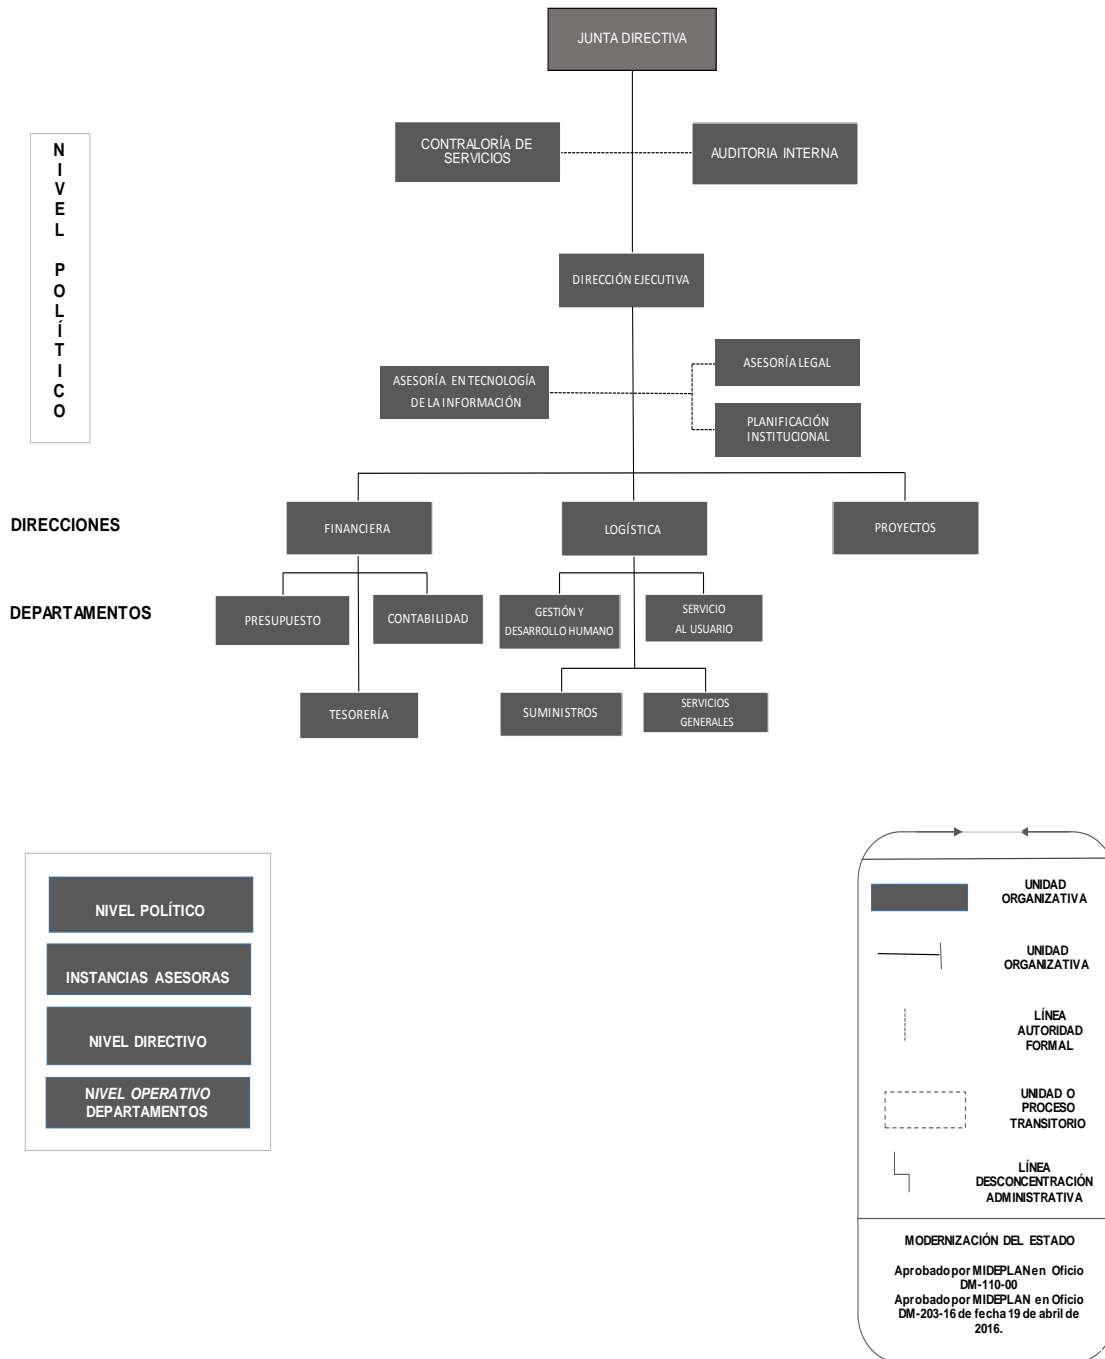 JUNTA DIRECTIVA
CONTRALORÍA DE
SERVICIOS
AUDITORIA INTERNA
NIVEL POLÍTICO
DIRECCIÓN EJECUTIVA
ASESORÍA EN TECNOLOGÍA
DE LA INFORMACIÓN
ASESORÍA LEGAL
PLANIFICACIÓN
INSTITUCIONAL
DIRECCIONES
FINANCIERA
LOGÍSTICA
PROYECTOS
DEPARTAMENTOS
PRESUPUESTO
CONTABILIDAD
GESTIÓN Y
DESARROLLO HUMANO
SERVICIO
AL USUARIO
TESORERÍA
SUMINISTROS
SERVICIOS
GENERALES
NIVEL POLÍTICO
INSTANCIAS ASESORAS
NIVEL DIRECTIVO
NIVEL OPERATIVO
DEPARTAMENTOS
UNIDAD
ORGANIZATIVA
UNIDAD
ORGANIZATIVA
LÍNEA
AUTORIDAD
FORMAL
UNIDAD O
PROCESO
TRANSITORIO
LÍNEA
DESCONCENTRACIÓN
ADMINISTRATIVA
MODERNIZACIÓN DEL ESTADO
Aprobado por MIDEPLAN en Oficio
DM-110-00
Aprobado por MIDEPLAN en Oficio
DM-203-16 de fecha 19 de abril de
2016.